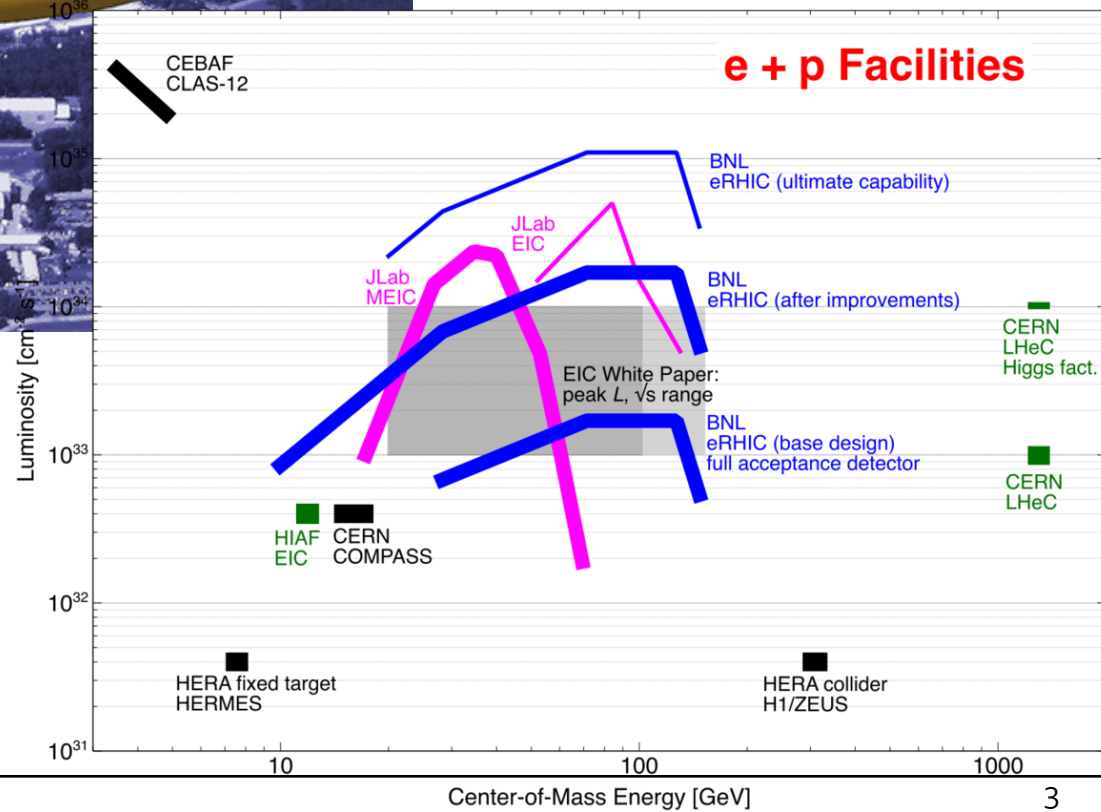 e + p Facilities
10³⁶
10³⁵
10³⁴
10³³
10³²
10³¹
Luminosity [cm⁻² s⁻¹]
CEBAF
CLAS-12
BNL
eRHIC (ultimate capability)
JLab
EIC
JLab
MEIC
BNL
eRHIC (after improvements)
CERN
LHeC
Higgs fact.
EIC White Paper:
peak L, √s range
BNL
eRHIC (base design)
full acceptance detector
CERN
LHeC
HIAF
EIC
CERN
COMPASS
HERA fixed target
HERMES
HERA collider
H1/ZEUS
10
100
1000
Center-of-Mass Energy [GeV]
3